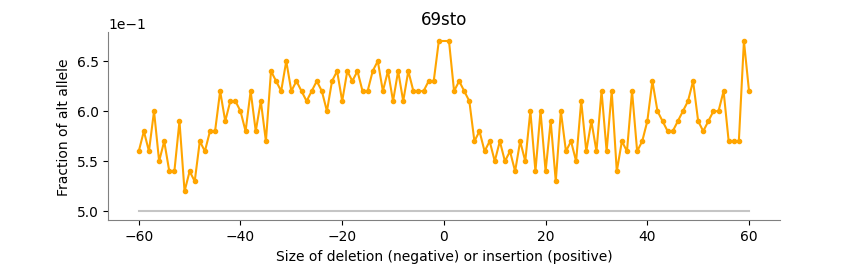 69sto
1e−1
Fraction of alt allele
6.5
6.0
5.5
5.0
−60 −40 −20 0 20 40 60
Size of deletion (negative) or insertion (positive)